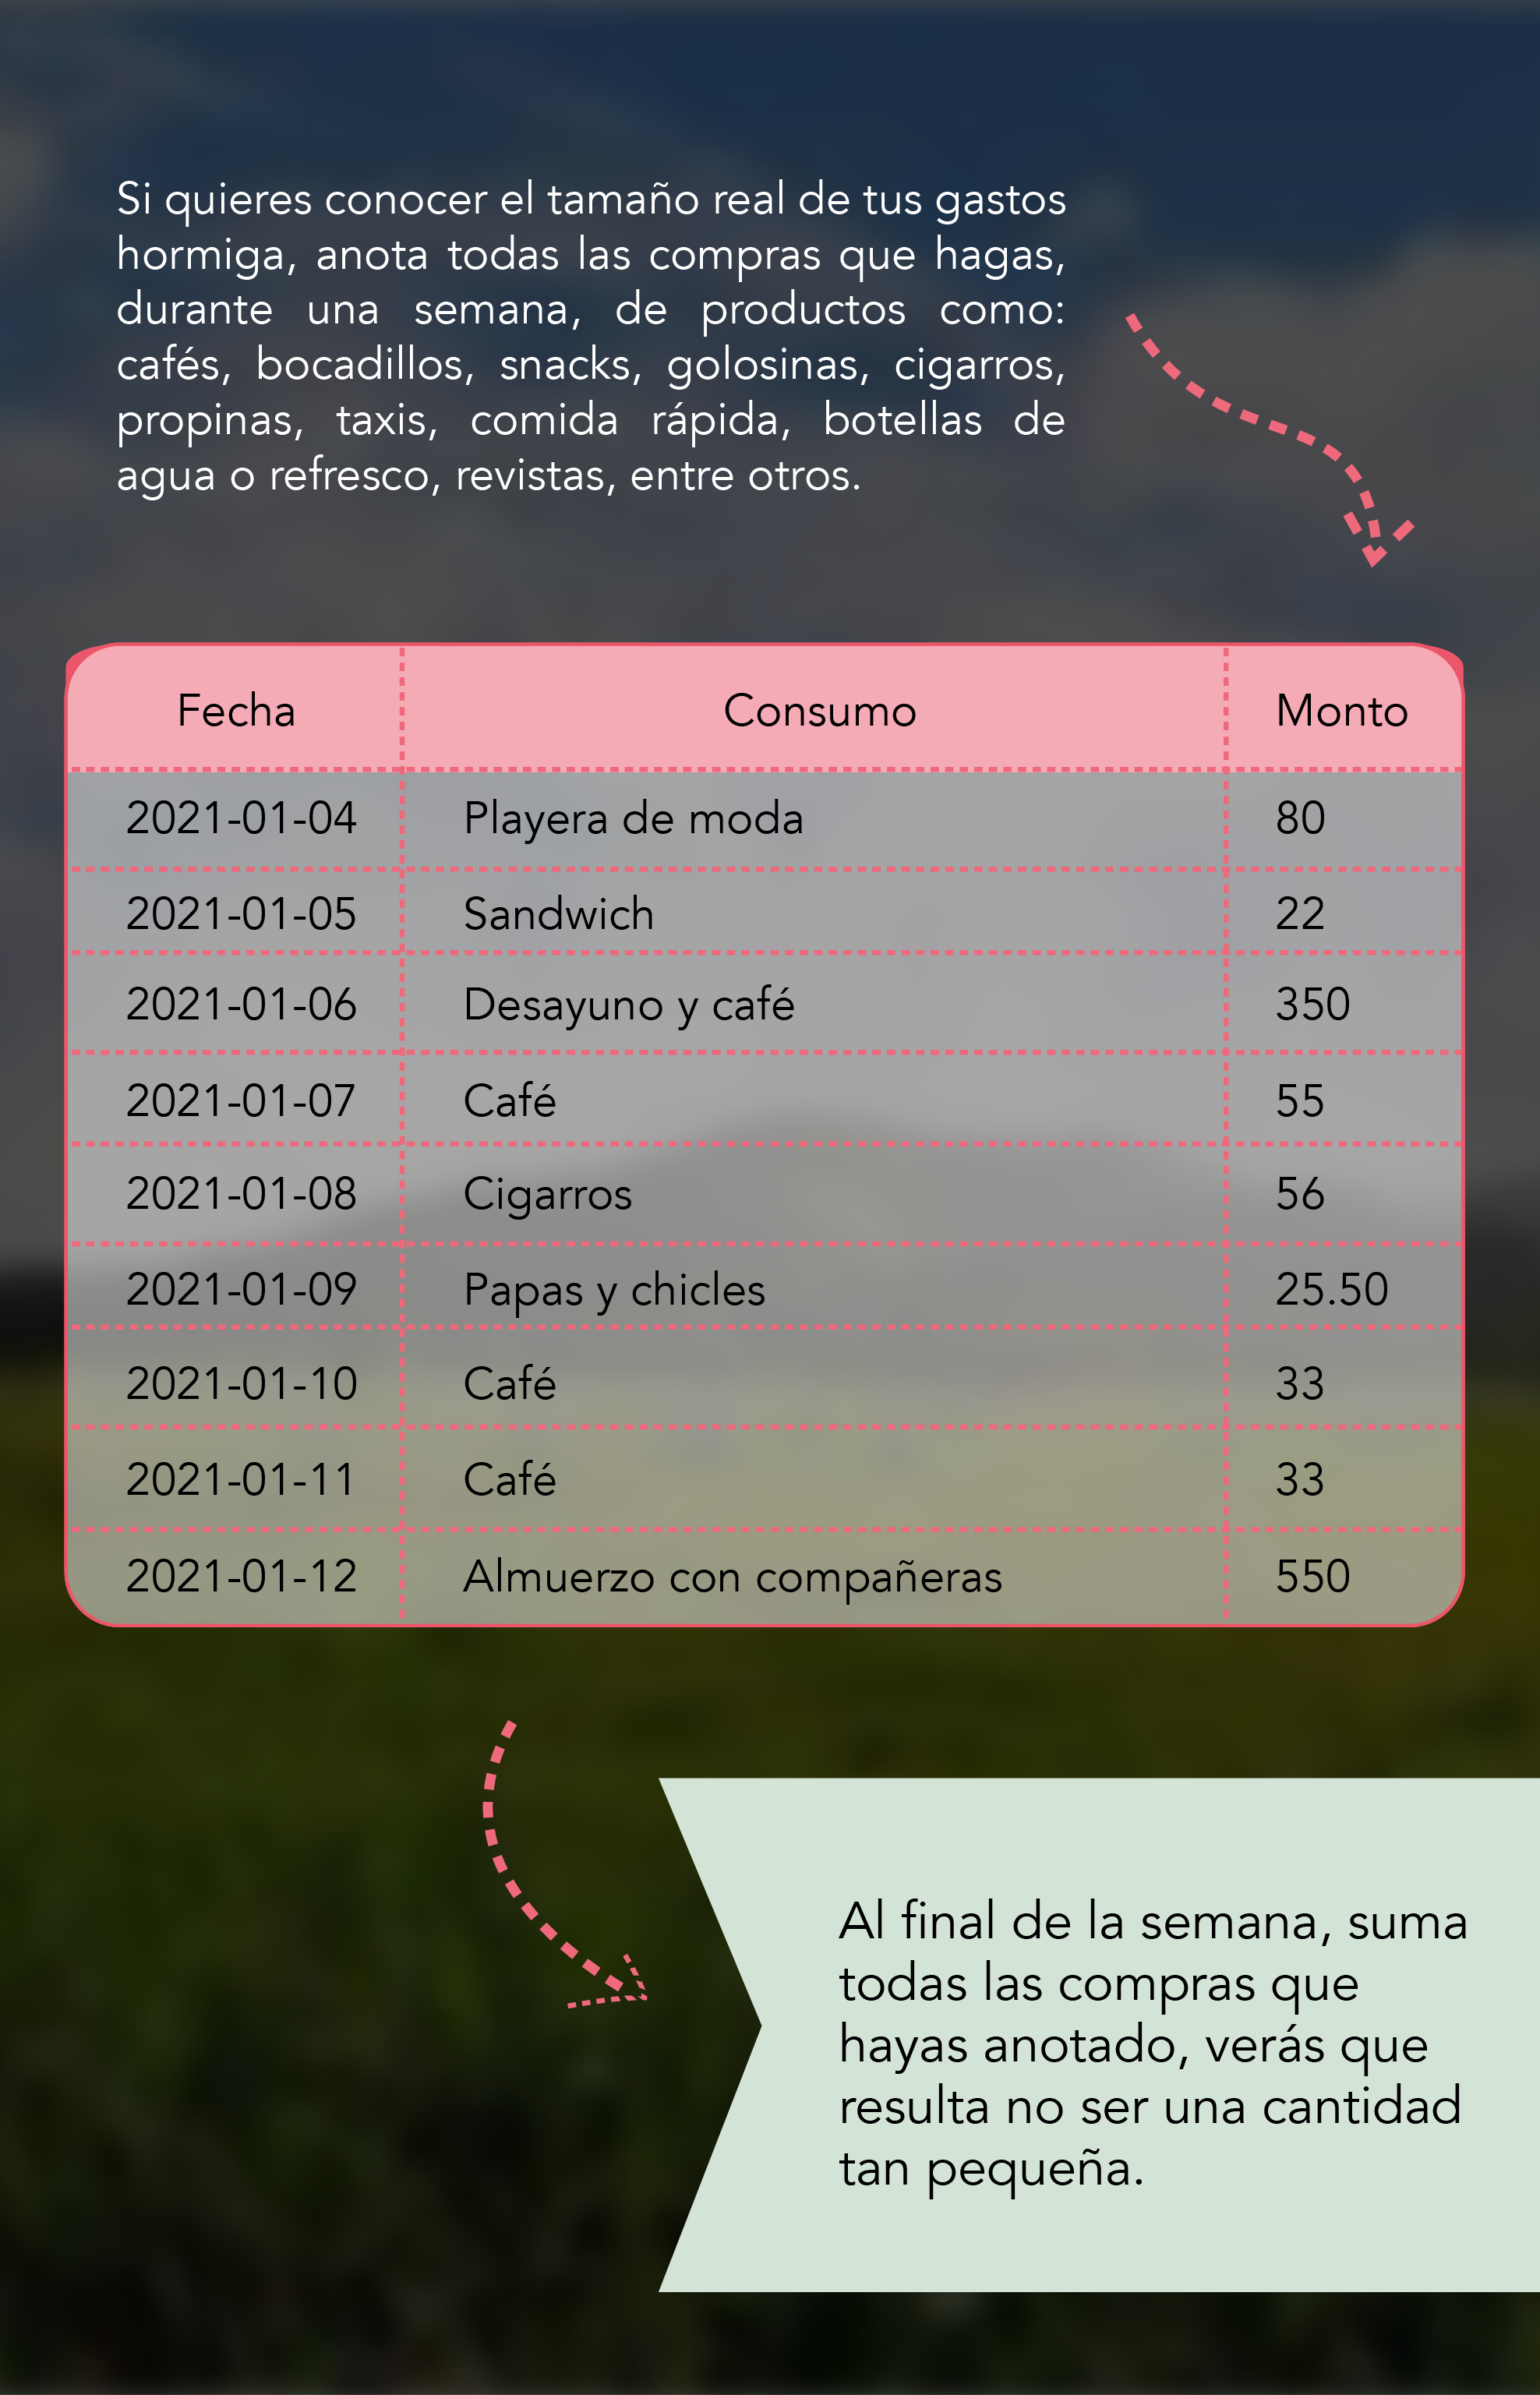 Si quieres conocer el tamaño real de tus gastos
hormiga, anota todas las compras que hagas,
durante una semana, de productos como:
cafés, bocadillos, snacks, golosinas, cigarros,
propinas, taxis, comida rápida, botellas de
agua o refresco, revistas, entre otros.
Fecha Consumo Monto
2021-01-04 Playera de moda 80
2021-01-05 Sandwich 22
2021-01-06 Desayuno y café 350
2021-01-07 Café 55
2021-01-08 Cigarros 56
2021-01-09 Papas y chicles 25.50
2021-01-10 Café 33
2021-01-11 Café 33
2021-01-12 Almuerzo con compañeras 550
Al final de la semana, suma
todas las compras que
hayas anotado, verás que
resulta no ser una cantidad
tan pequeña.